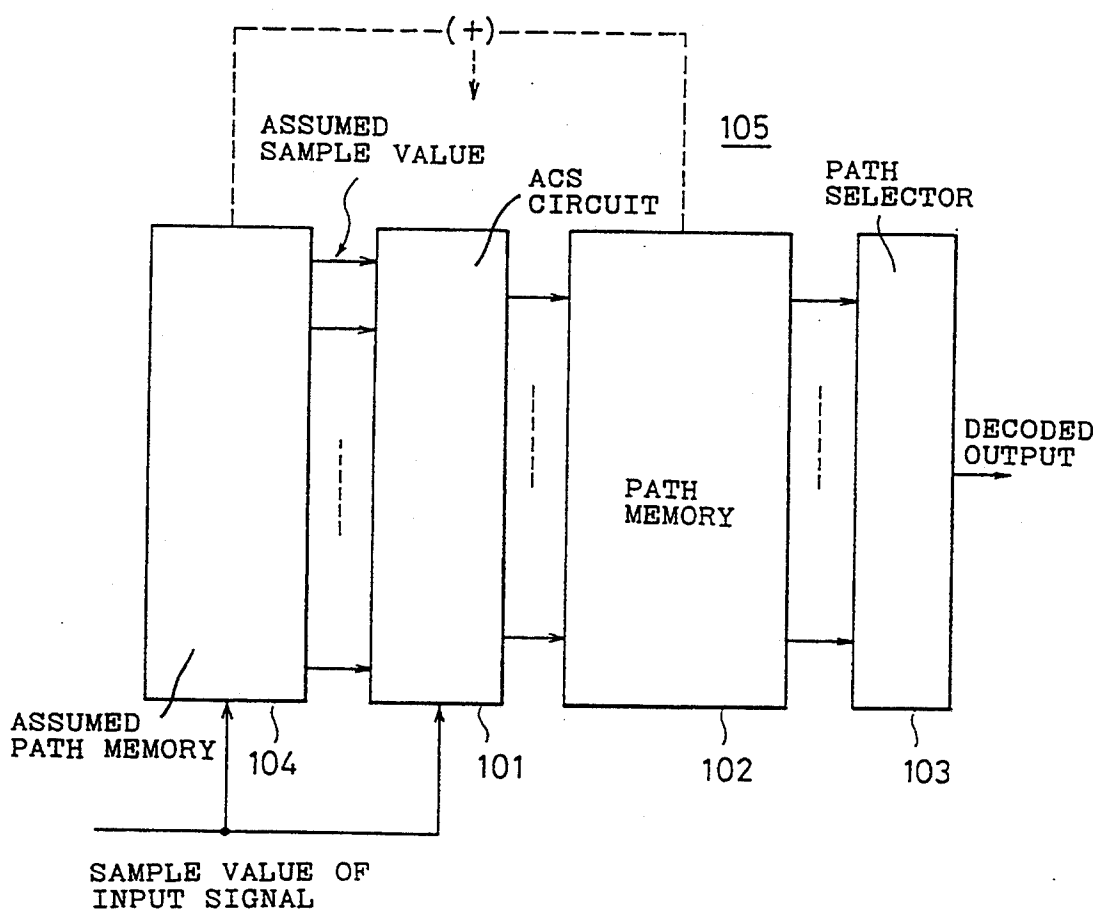 (+)
105
ASSUMED
SAMPLE VALUE
ACS
CIRCUIT
PATH
SELECTOR
DECODED
OUTPUT
PATH
MEMORY
ASSUMED
PATH MEMORY
104
101
102
103
SAMPLE VALUE OF
INPUT SIGNAL